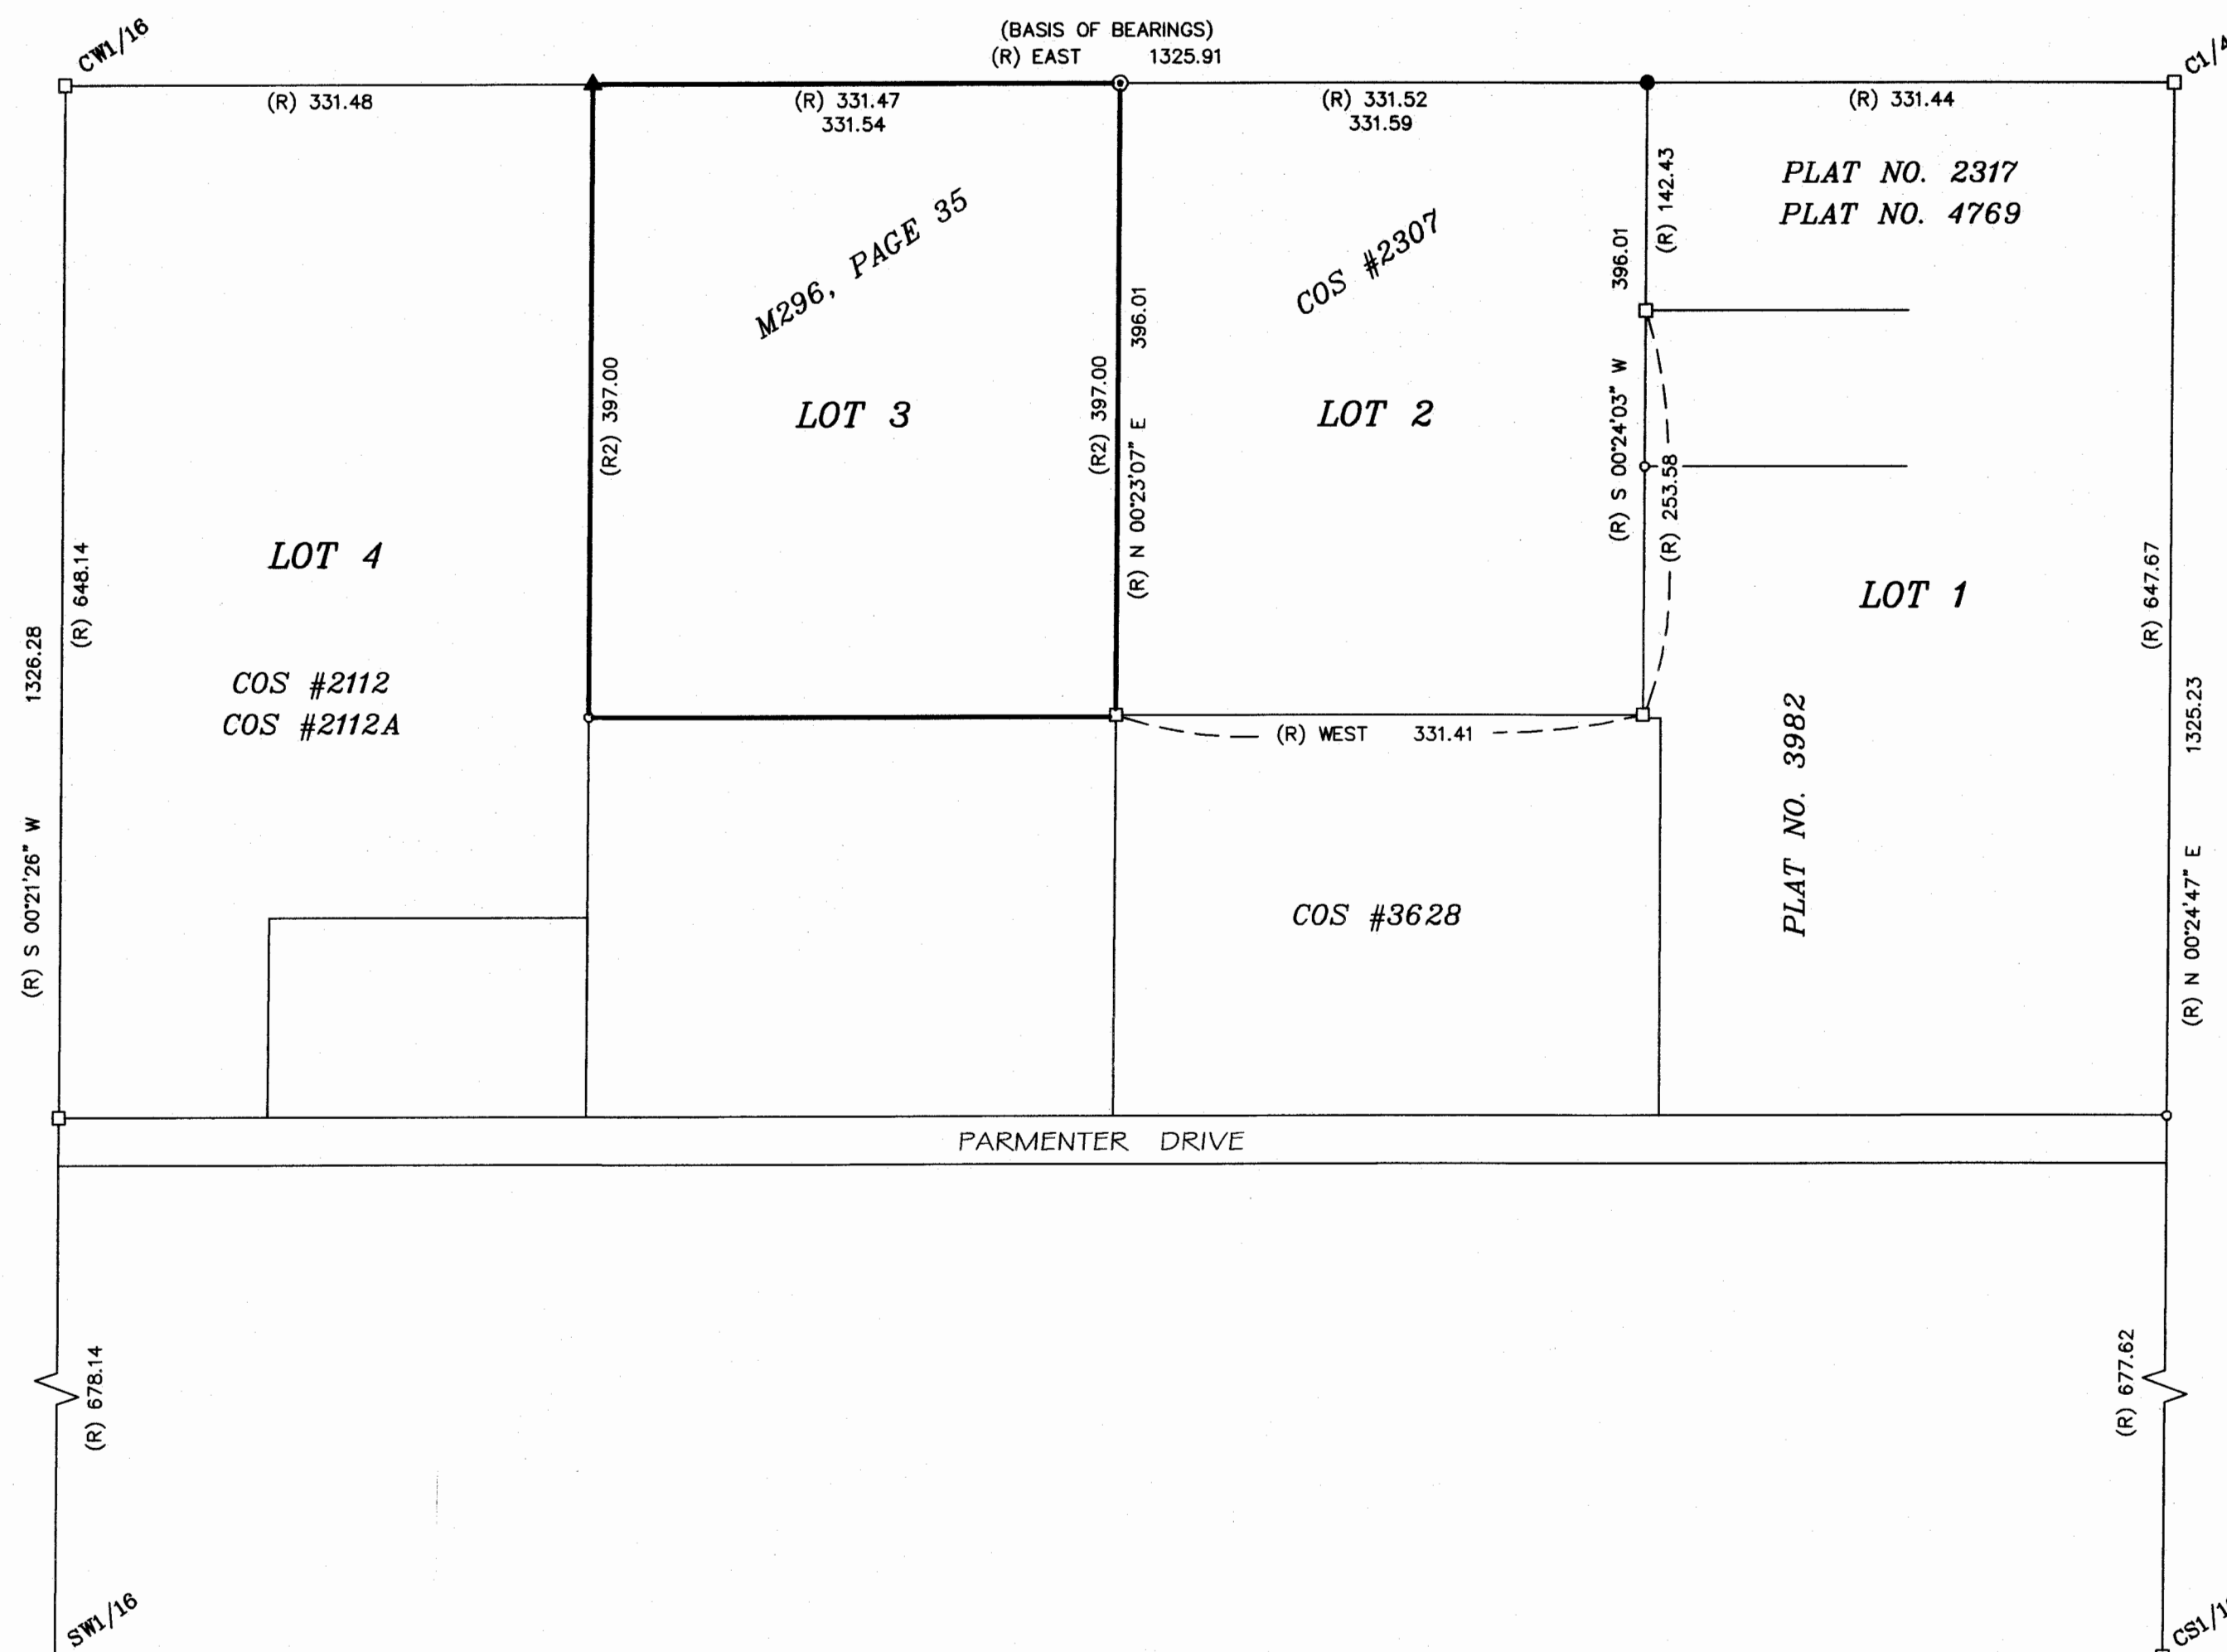 (BASIS OF BEARINGS)
(R) EAST 1325.91
CW1/16
(R) 331.48
(R) 331.47
331.54
(R) 331.52
331.59
(R) 331.44
(R) 142.43
396.01
PLAT NO. 2317
PLAT NO. 4769
M296, PAGE 35
COS #2307
396.01
(R2) 397.00
(R2) 397.00
LOT 3
LOT 2
(R) N 00°23'07" E
(R) S 00°24'03" W
(R) 253.58
LOT 4
(R) 648.14
LOT 1
(R) 647.67
1326.28
COS #2112
COS #2112A
(R) WEST 331.41
1325.23
PLAT NO. 3982
(R) S 00°21'26" W
COS #3628
(R) N 00°24'47" E
PARMENTER DRIVE
(R) 678.14
(R) 677.62
SW1/16